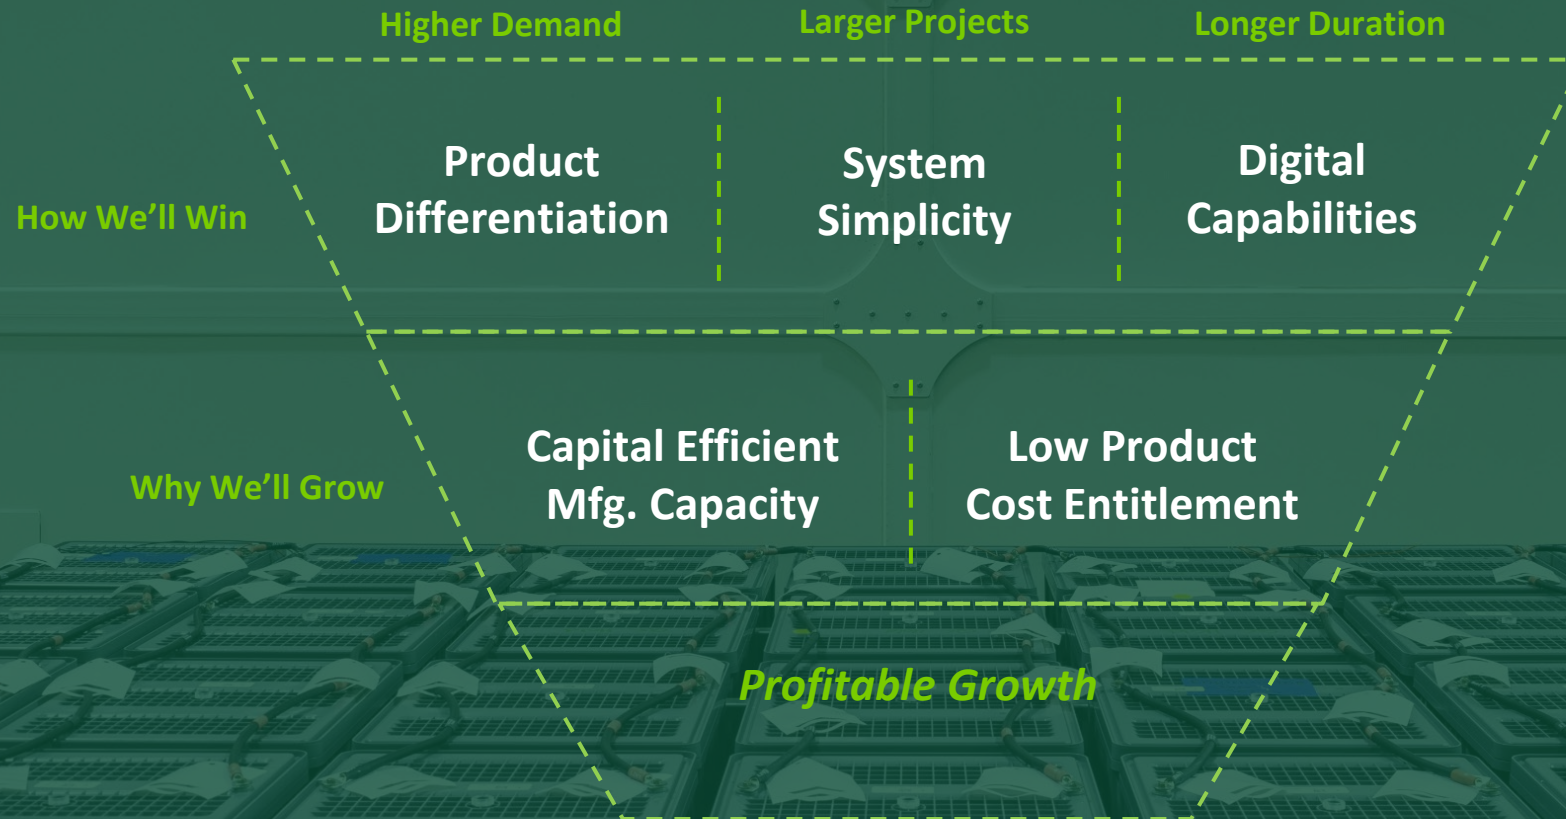 Higher Demand
Larger Projects
Longer Duration
How We’ll Win
Product
Differentiation
System
Simplicity
Digital
Capabilities
Why We’ll Grow
Capital Efficient
Mfg. Capacity
Low Product
Cost Entitlement
Profitable Growth